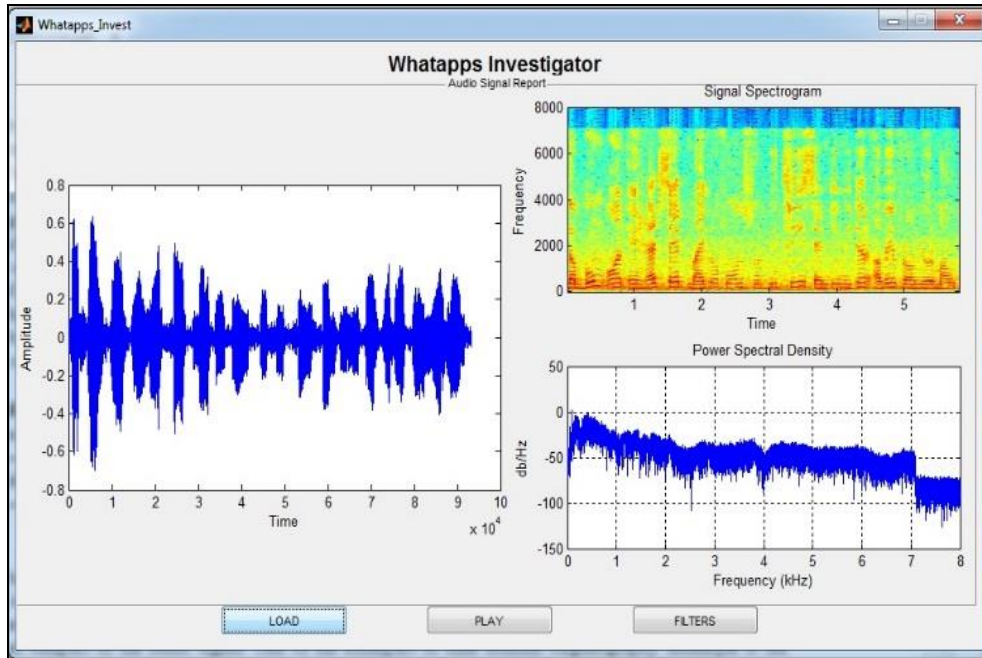 Whatapps_Invest
Whatapps Investigator
Audio Signal Report
Amplitude
0.8
0.6
0.4
0.2
0
-0.2
-0.4
-0.6
-0.8
0 1 2 3 4 5 6 7 8 9 10
Time
x 10^4
Signal Spectrogram
Frequency
8000
6000
4000
2000
0
1 2 3 4 5
Time
Power Spectral Density
db/Hz
50
0
-50
-100
-150
0 1 2 3 4 5 6 7 8
Frequency (kHz)
LOAD PLAY FILTERS